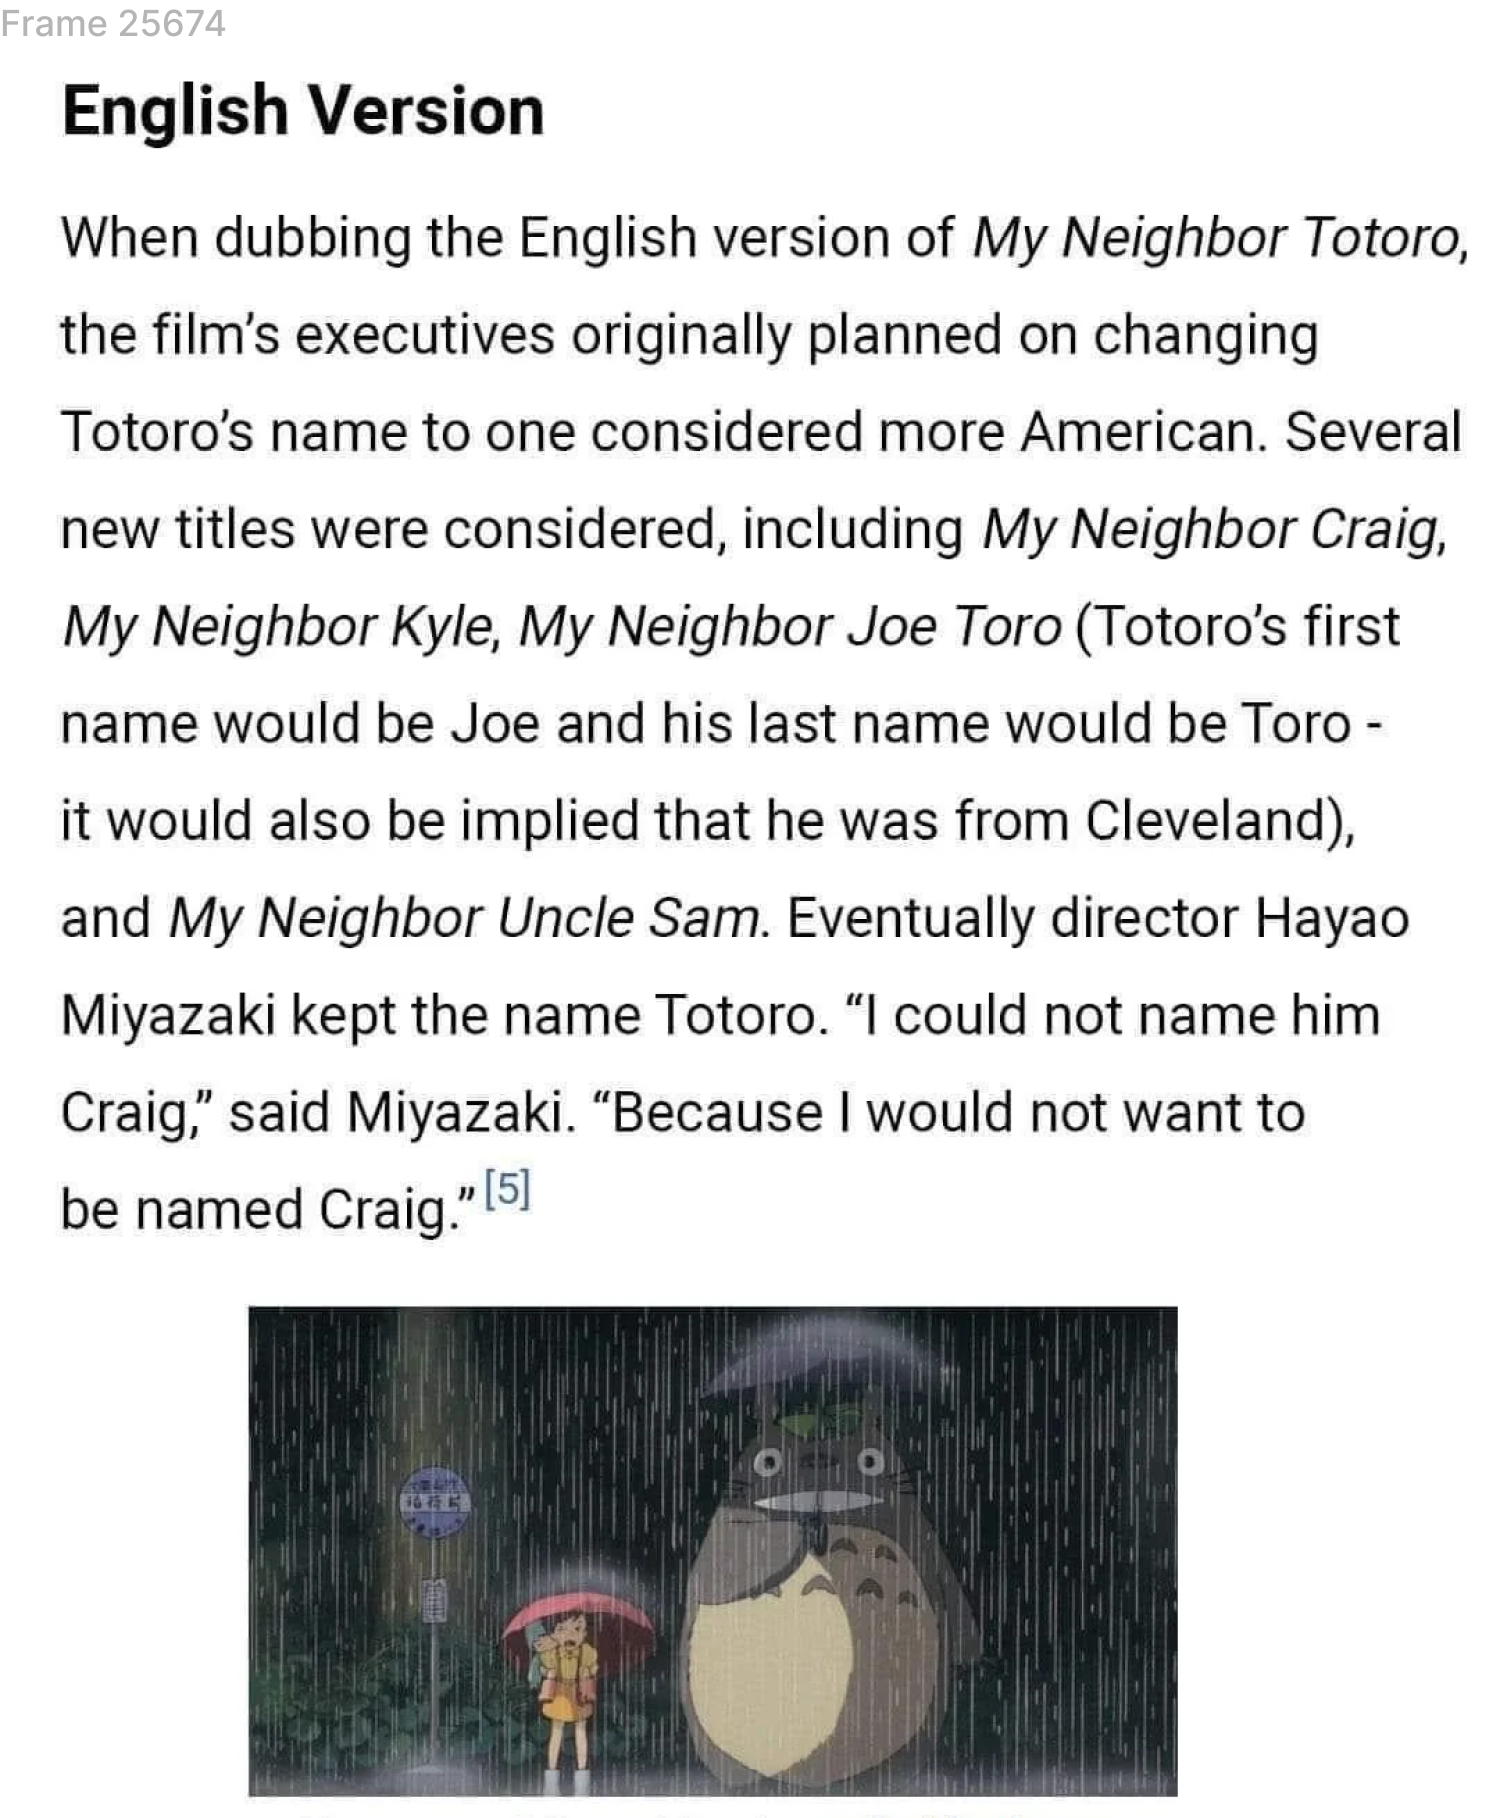 Frame 25674
English Version
When dubbing the English version of My Neighbor Totoro,
the film’s executives originally planned on changing
Totoro’s name to one considered more American. Several
new titles were considered, including My Neighbor Craig,
My Neighbor Kyle, My Neighbor Joe Toro (Totoro’s first
name would be Joe and his last name would be Toro -
it would also be implied that he was from Cleveland),
and My Neighbor Uncle Sam. Eventually director Hayao
Miyazaki kept the name Totoro. “I could not name him
Craig,” said Miyazaki. “Because I would not want to
be named Craig.” [5]